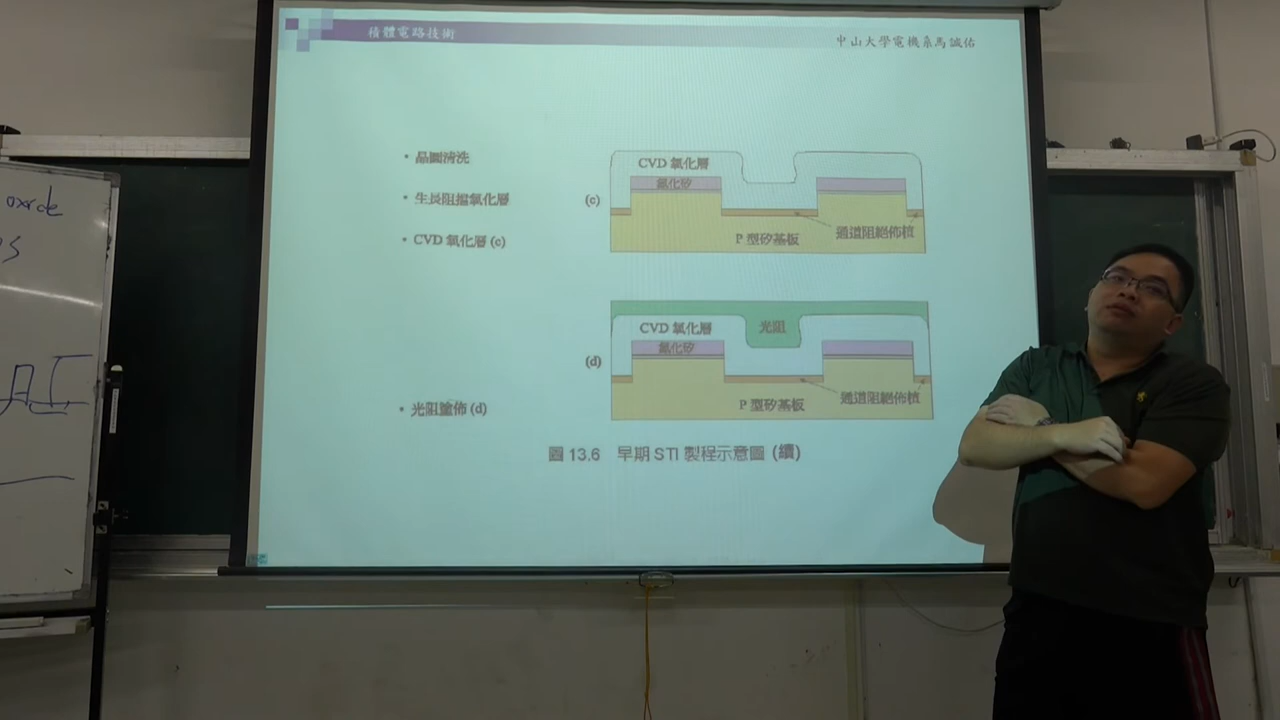 積體電路技術
中山大學電機系馬誠佑
• 晶圓清洗
• 生長阻擋氧化層
• CVD 氧化層 (c)
(c)
CVD 氧化層
氮化矽
P 型矽基板
通道阻絕佈植
• 光阻塗佈 (d)
(d)
CVD 氧化層
光阻
氮化矽
P 型矽基板
通道阻絕佈植
圖 13.6 早期 STI 製程示意圖 (續)
oxide